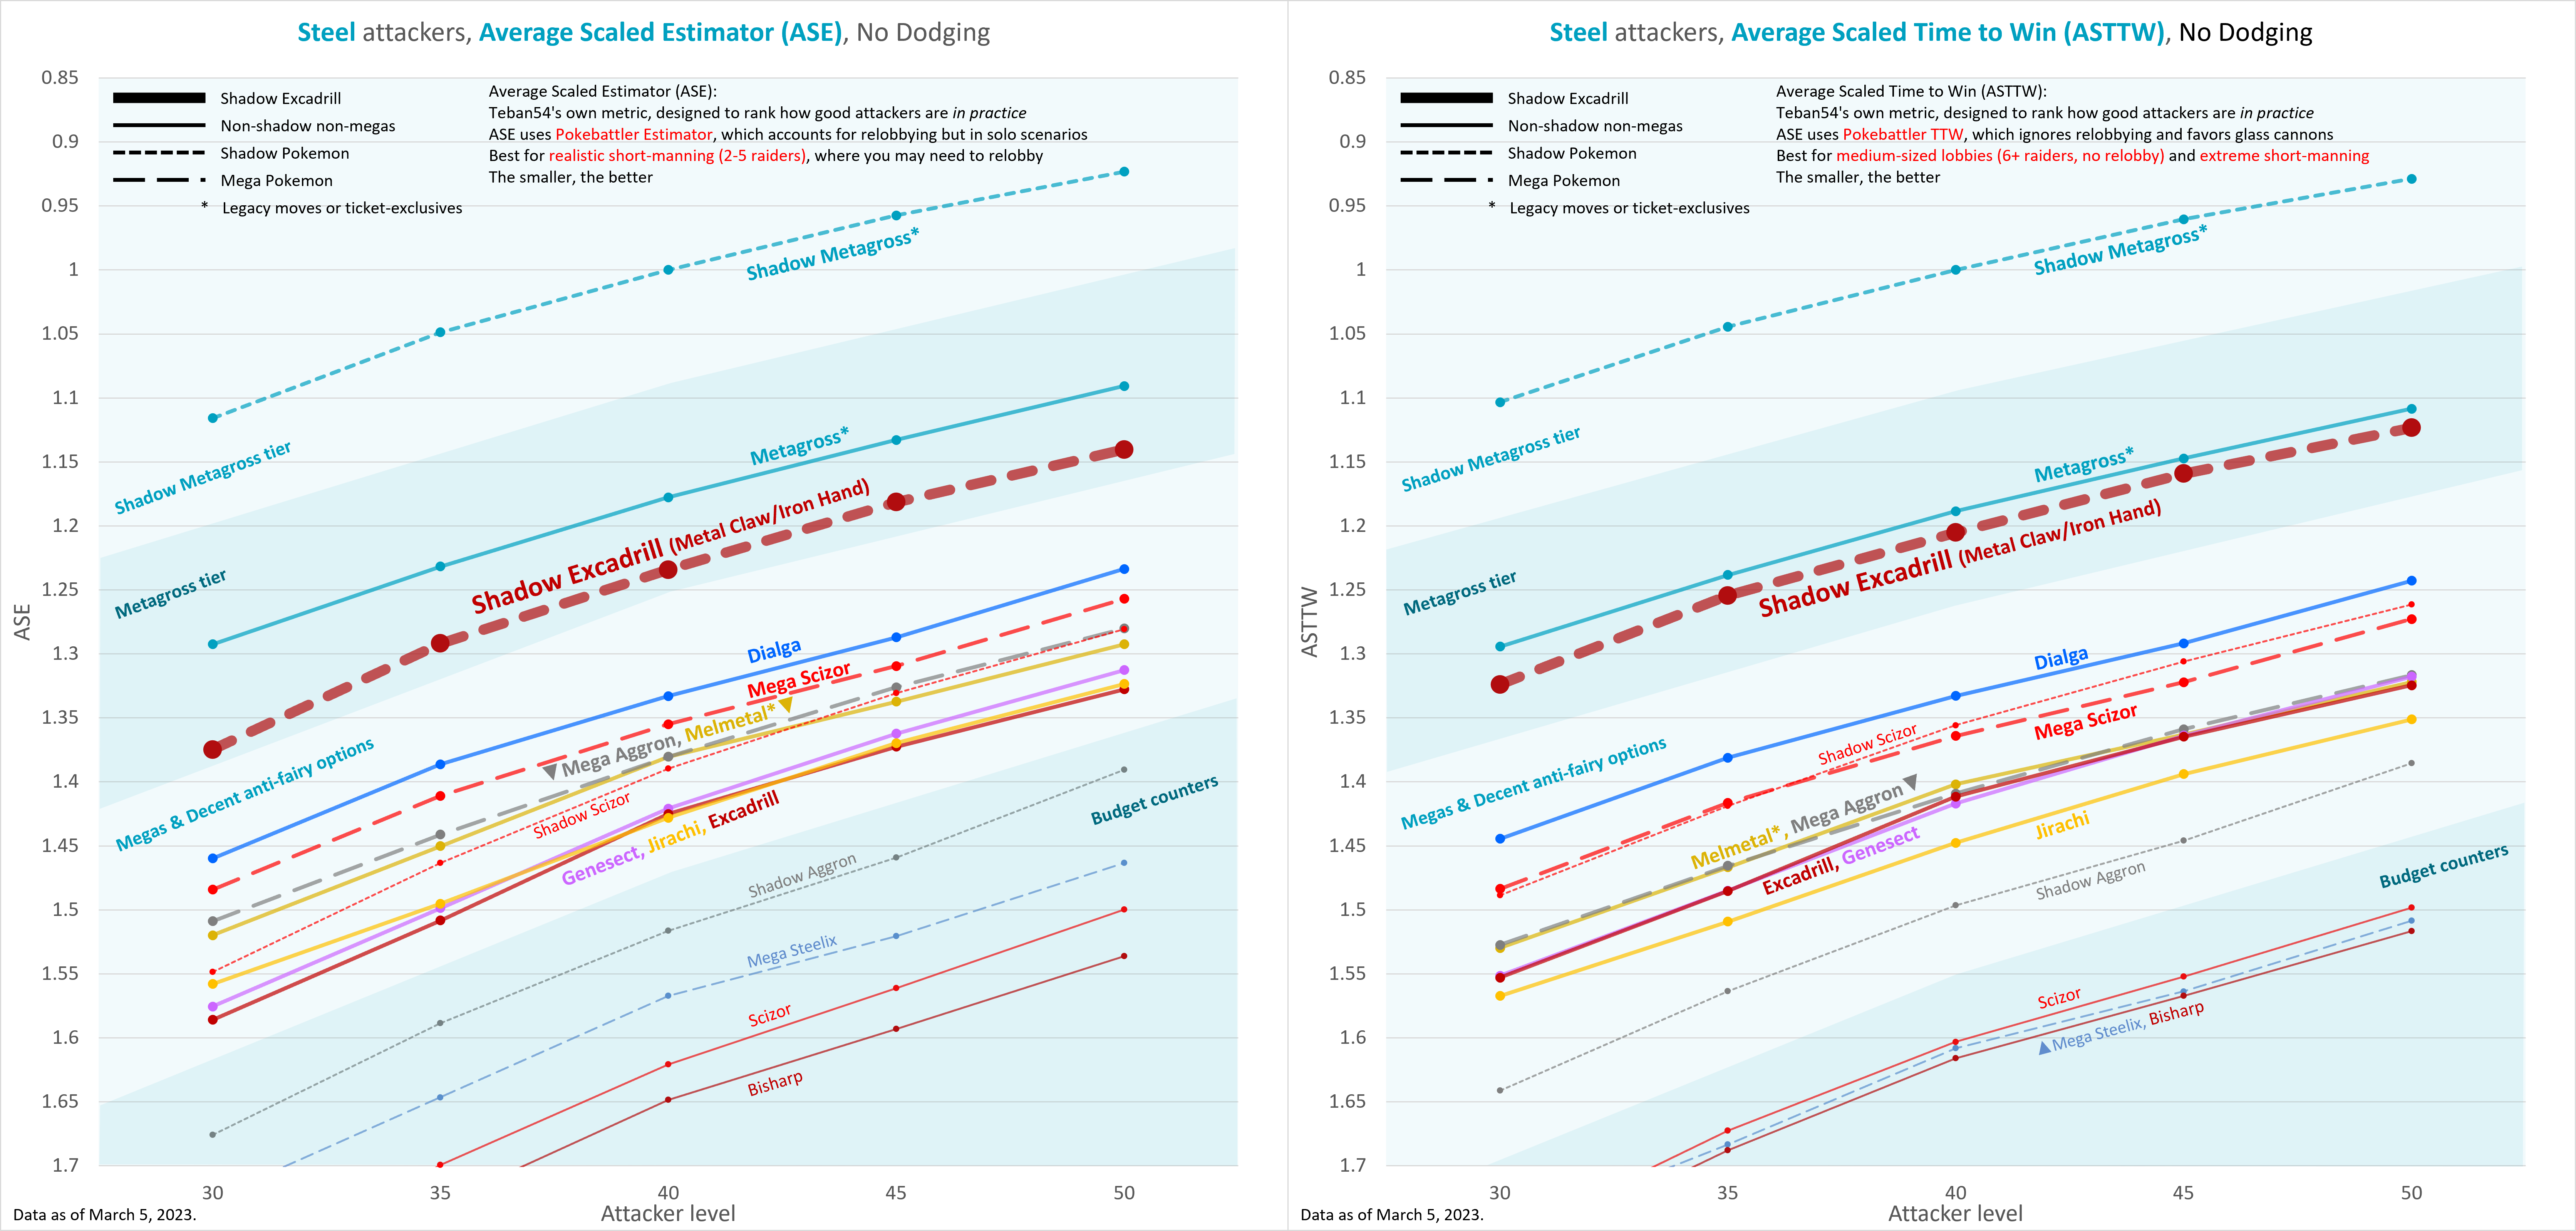 Steel attackers, Average Scaled Estimator (ASE), No Dodging
0.85
0.9
0.95
1
1.05
1.1
1.15
1.2
1.25
1.3
1.35
1.4
1.45
1.5
1.55
1.6
1.65
1.7
ASE
Shadow Excadrill
Non-shadow non-megas
Shadow Pokemon
Mega Pokemon
* Legacy moves or ticket-exclusives
Average Scaled Estimator (ASE):
Teban54's own metric, designed to rank how good attackers are in practice
ASE uses Pokebattler Estimator, which accounts for relobbying but in solo scenarios
Best for realistic short-manning (2-5 raiders), where you may need to relobby
The smaller, the better
Shadow Metagross*
Shadow Metagross tier
Metagross*
Shadow Excadrill (Metal Claw/Iron Hand)
Metagross tier
Dialga
Mega Scizor
Mega Aggron, Melmetal*
Megas & Decent anti-fairy options
Shadow Scizor
Genesect, Jirachi, Excadrill
Budget counters
Shadow Aggron
Mega Steelix
Scizor
Bisharp
30
35
40
45
50
Attacker level
Data as of March 5, 2023.
Steel attackers, Average Scaled Time to Win (ASTTW), No Dodging
0.85
0.9
0.95
1
1.05
1.1
1.15
1.2
1.25
1.3
1.35
1.4
1.45
1.5
1.55
1.6
1.65
1.7
ASTTW
Shadow Excadrill
Non-shadow non-megas
Shadow Pokemon
Mega Pokemon
* Legacy moves or ticket-exclusives
Average Scaled Time to Win (ASTTW):
Teban54's own metric, designed to rank how good attackers are in practice
ASE uses Pokebattler TTW, which ignores relobbying and favors glass cannons
Best for medium-sized lobbies (6+ raiders, no relobby) and extreme short-manning
The smaller, the better
Shadow Metagross*
Shadow Metagross tier
Metagross*
Shadow Excadrill (Metal Claw/Iron Hand)
Metagross tier
Dialga
Shadow Scizor
Mega Scizor
Megas & Decent anti-fairy options
Melmetal*, Mega Aggron
Excadrill, Genesect
Jirachi
Shadow Aggron
Budget counters
Scizor
Mega Steelix, Bisharp
30
35
40
45
50
Attacker level
Data as of March 5, 2023.